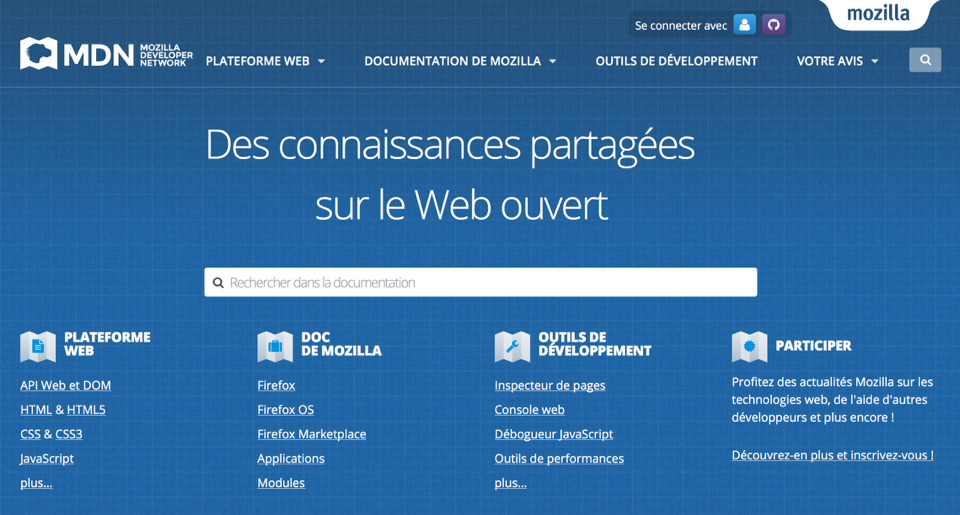 Se connecter avec
mozilla
MDN MOZILLA
DEVELOPER
NETWORK
PLATEFORME WEB
DOCUMENTATION DE MOZILLA
OUTILS DE DÉVELOPPEMENT
VOTRE AVIS
Des connaissances partagées
sur le Web ouvert
Rechercher dans la documentation
PLATEFORME
WEB
API Web et DOM
HTML & HTML5
CSS & CSS3
JavaScript
plus...
DOC
DE MOZILLA
Firefox
Firefox OS
Firefox Marketplace
Applications
Modules
OUTILS DE
DÉVELOPPEMENT
Inspecteur de pages
Console web
Débogueur JavaScript
Outils de performances
plus...
PARTICIPER
Profitez des actualités Mozilla sur les
technologies web, de l'aide d'autres
développeurs et plus encore !
Découvrez-en plus et inscrivez-vous !